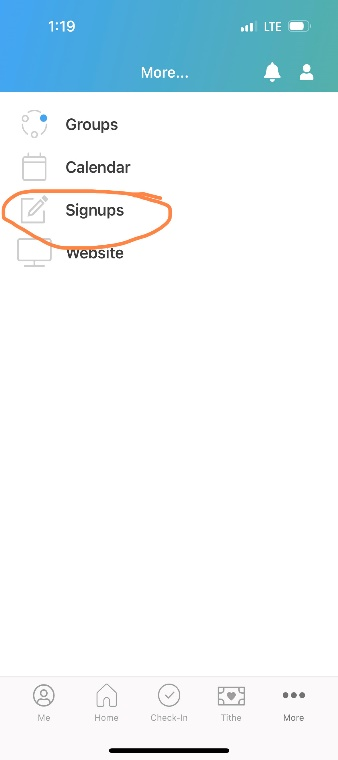 1:19
LTE
More...
Groups
Calendar
Signups
Website
Me
Home
Check-In
Tithe
More